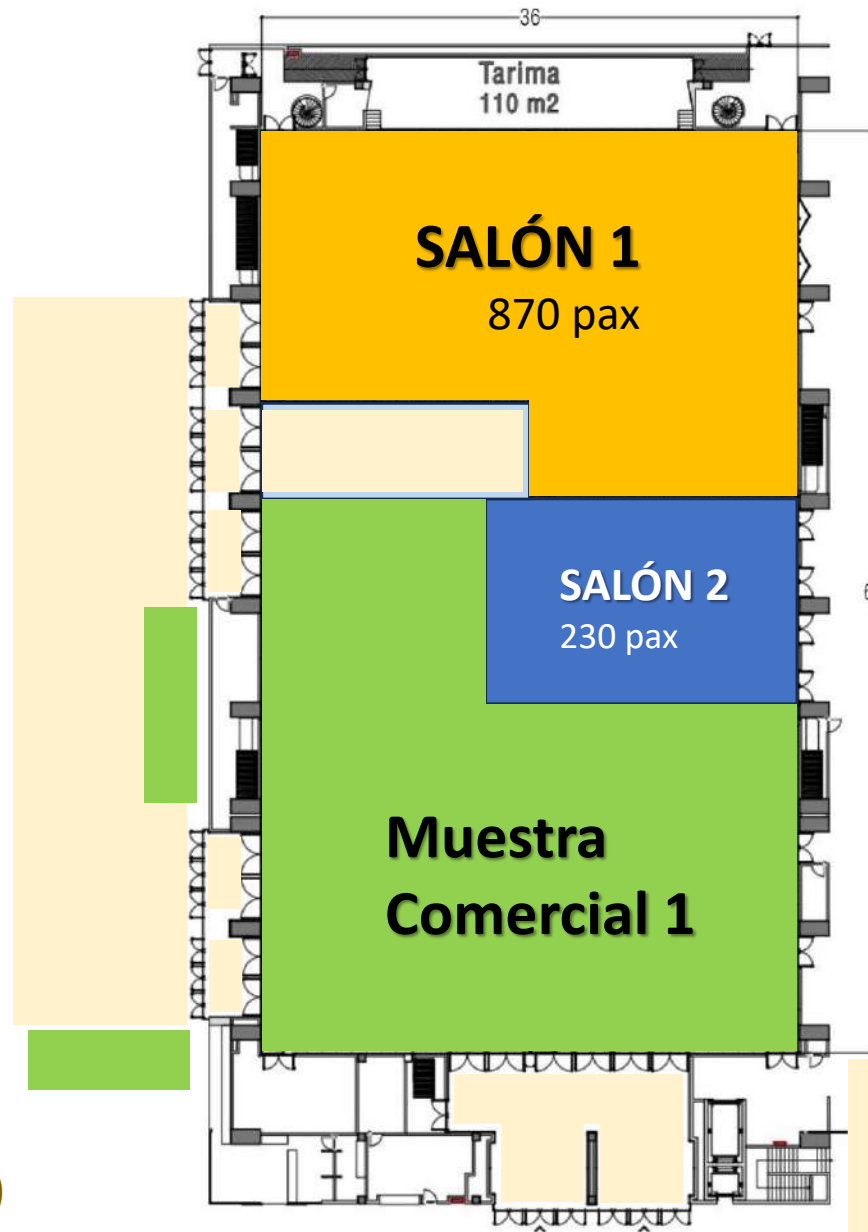 36
Tarima
110 m2
SALÓN 1
870 pax
SALÓN 2
230 pax
Muestra
Comercial 1